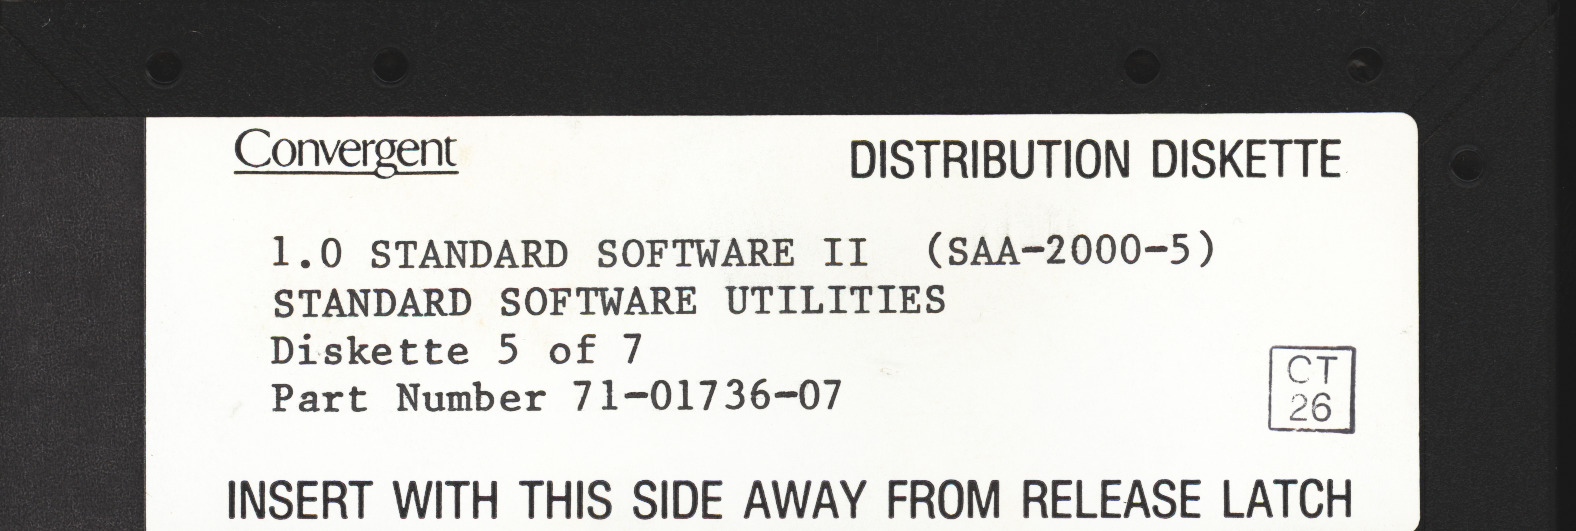 Convergent DISTRIBUTION DISKETTE
1.0 STANDARD SOFTWARE II (SAA-2000-5)
STANDARD SOFTWARE UTILITIES
Diskette 5 of 7
Part Number 71-01736-07
CT
26
INSERT WITH THIS SIDE AWAY FROM RELEASE LATCH